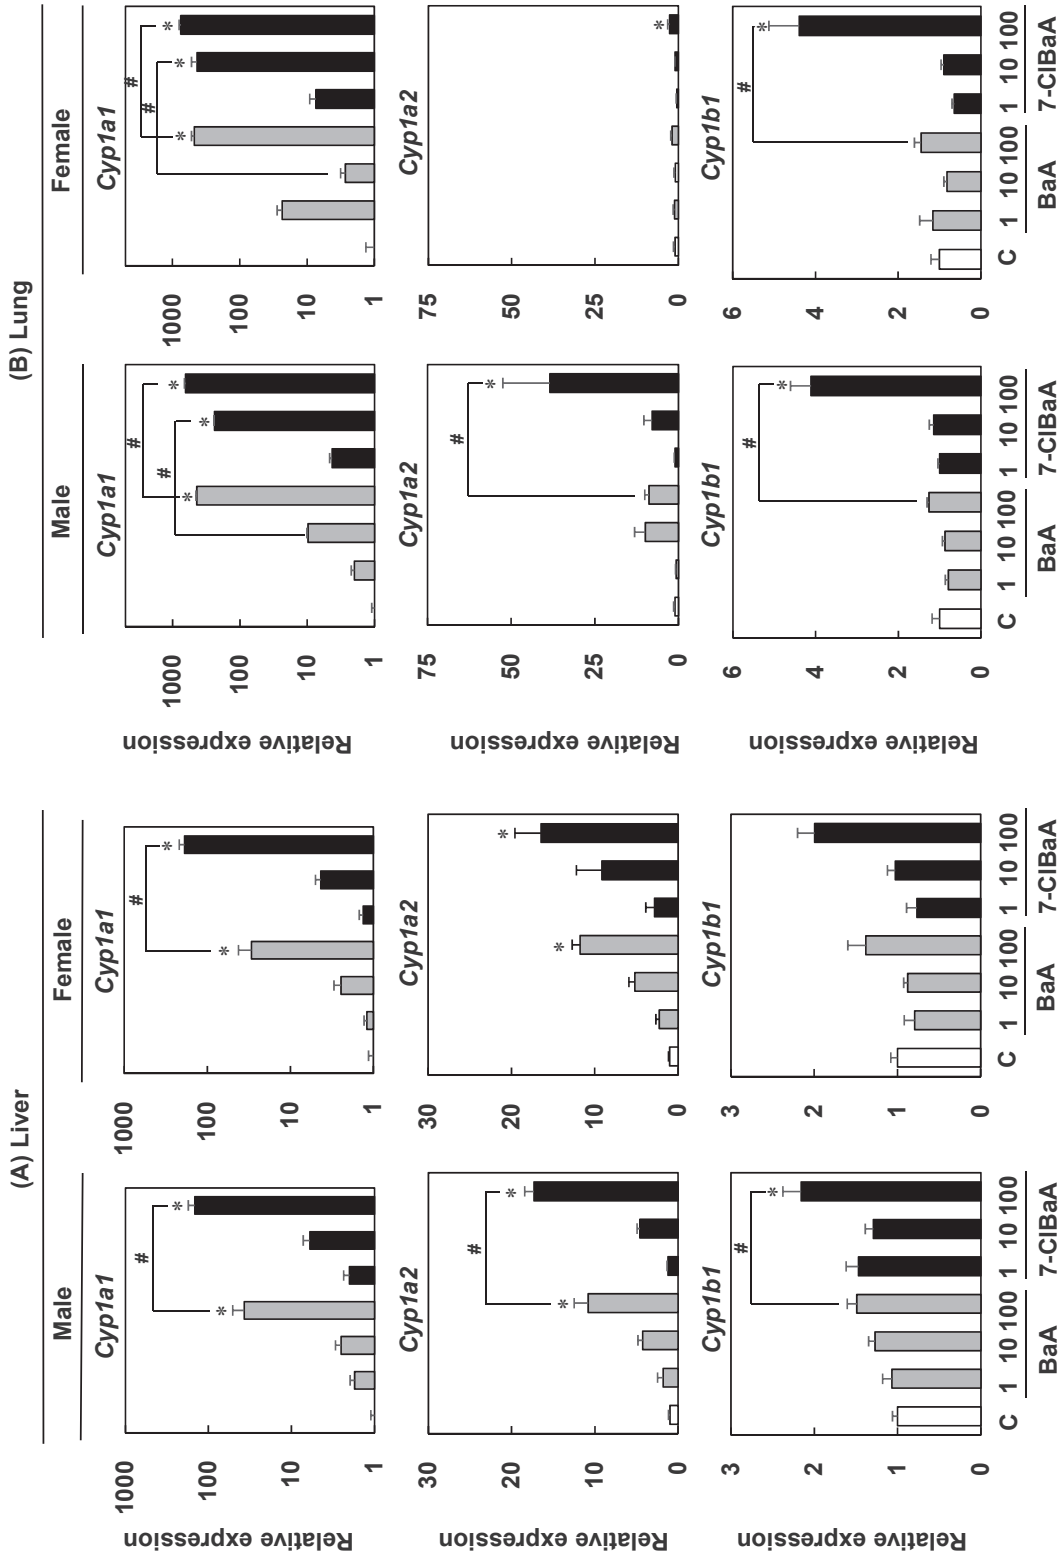 (A) Liver
(B) Lung
Male
Female
Male
Female
Cyp1a1
Cyp1a1
Cyp1a1
Cyp1a1
Relative expression
1000
100
10
1
#
*
*
1000
100
10
1
#
*
*
Relative expression
1000
100
10
1
#
#
*
*
*
1000
100
10
1
#
#
*
*
*
Cyp1a2
Cyp1a2
Cyp1a2
Cyp1a2
Relative expression
30
20
10
0
#
*
*
30
20
10
0
*
*
Relative expression
75
50
25
0
#
*
75
50
25
0
*
Cyp1b1
Cyp1b1
Cyp1b1
Cyp1b1
Relative expression
3
2
1
0
#
*
3
2
1
0
Relative expression
6
4
2
0
#
*
6
4
2
0
#
*
C 1 10 100 1 10 100
BaA 7-ClBaA
C 1 10 100 1 10 100
BaA 7-ClBaA
C 1 10 100 1 10 100
BaA 7-ClBaA
C 1 10 100 1 10 100
BaA 7-ClBaA